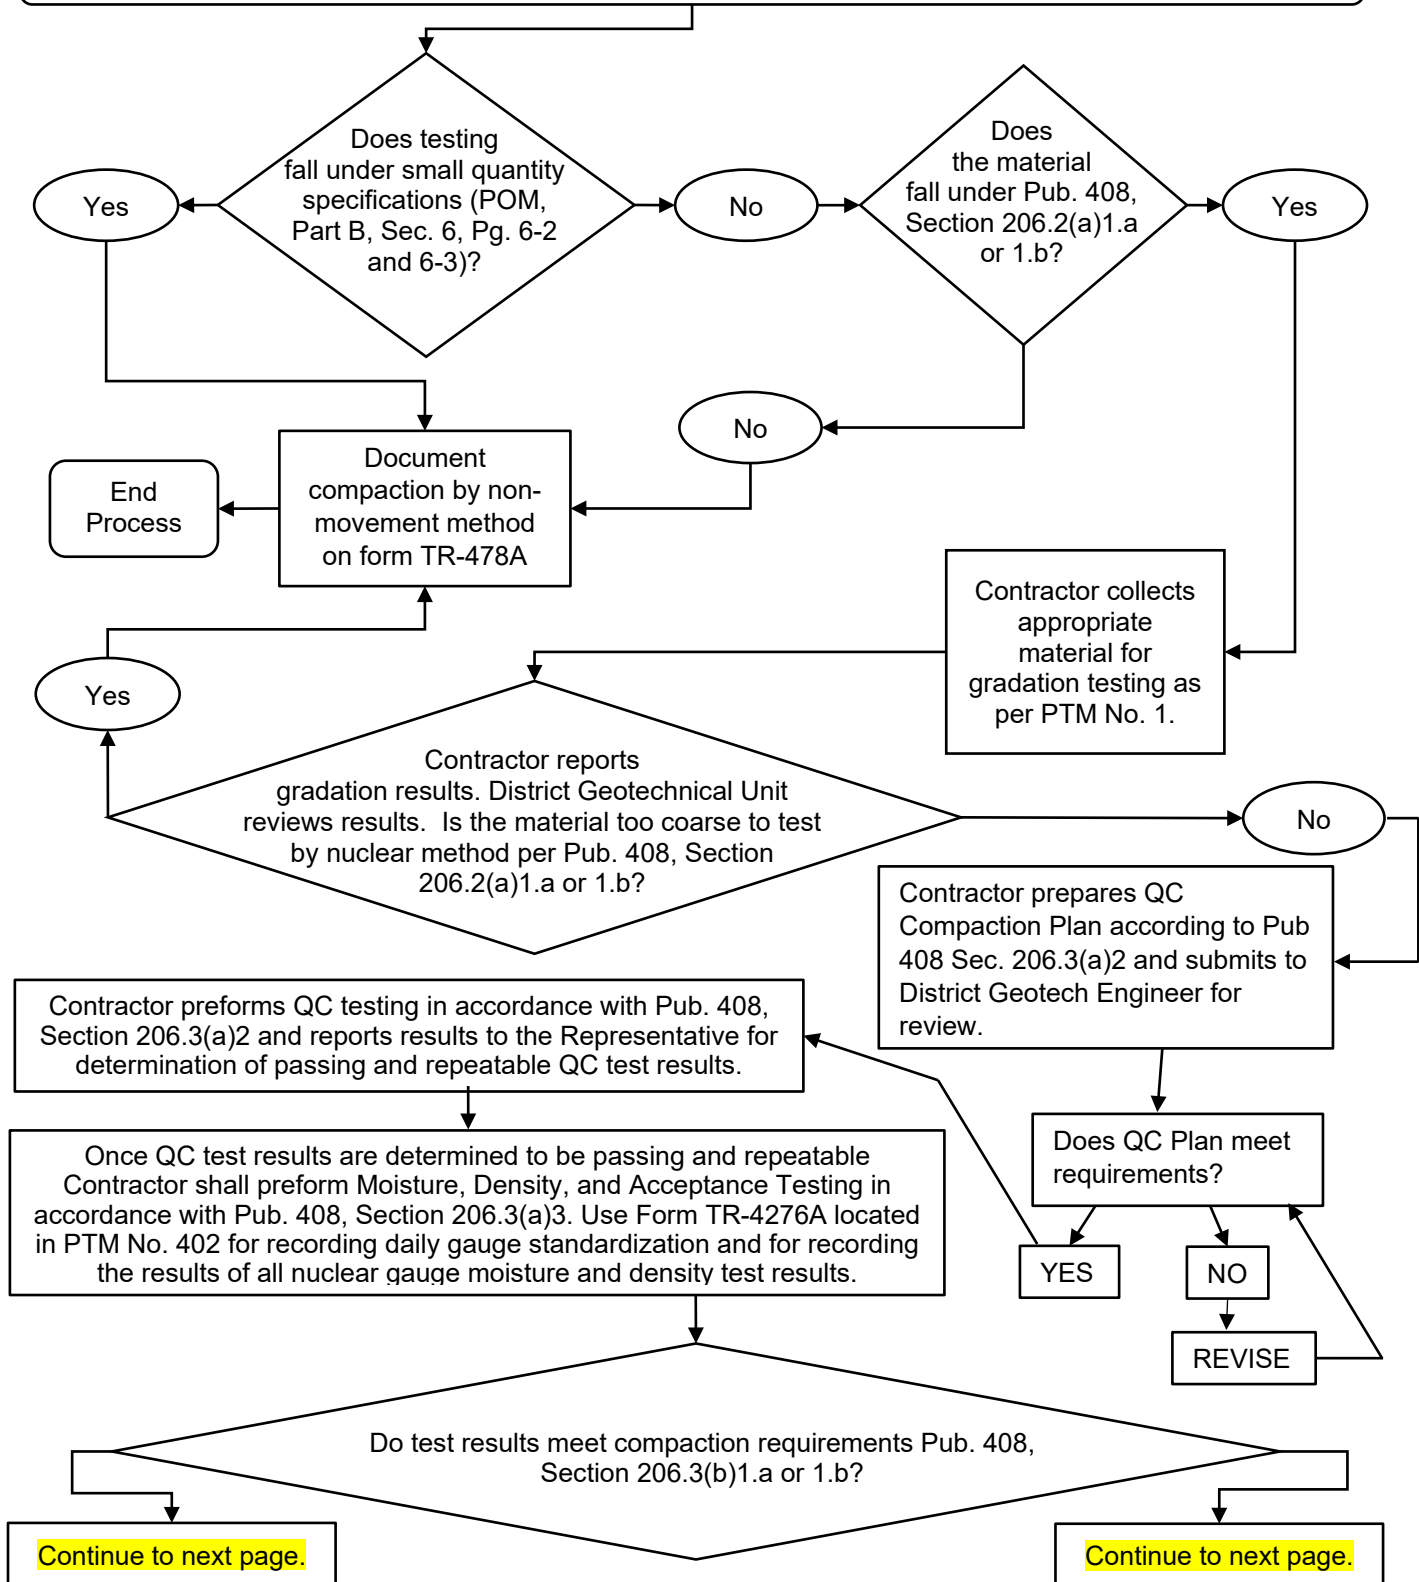 Does testing
fall under small quantity
specifications (POM,
Part B, Sec. 6, Pg. 6-2
and 6-3)?
Yes
No
Does
the material
fall under Pub. 408,
Section 206.2(a)1.a
or 1.b?
Yes
No
Document
compaction by non-
movement method
on form TR-478A
End
Process
Contractor collects
appropriate
material for
gradation testing as
per PTM No. 1.
Yes
Contractor reports
gradation results. District Geotechnical Unit
reviews results.  Is the material too coarse to test
by nuclear method per Pub. 408, Section
206.2(a)1.a or 1.b?
No
Contractor prepares QC
Compaction Plan according to Pub
408 Sec. 206.3(a)2 and submits to
District Geotech Engineer for
review.
Contractor preforms QC testing in accordance with Pub. 408,
Section 206.3(a)2 and reports results to the Representative for
determination of passing and repeatable QC test results.
Does QC Plan meet
requirements?
Once QC test results are determined to be passing and repeatable
Contractor shall preform Moisture, Density, and Acceptance Testing in
accordance with Pub. 408, Section 206.3(a)3. Use Form TR-4276A located
in PTM No. 402 for recording daily gauge standardization and for recording
the results of all nuclear gauge moisture and density test results.
YES
NO
REVISE
Do test results meet compaction requirements Pub. 408,
Section 206.3(b)1.a or 1.b?
Continue to next page.
Continue to next page.